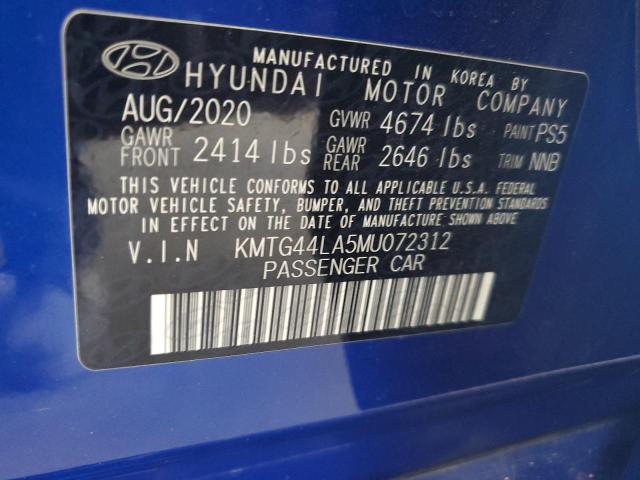 MANUFACTURED IN KOREA BY
HYUNDAI MOTOR COMPANY
AUG/2020 GVWR 4674 lbs PAINT PS5
GAWR FRONT 2414 lbs GAWR REAR 2646 lbs TRIM NNB
THIS VEHICLE CONFORMS TO ALL APPLICABLE U.S.A. FEDERAL
MOTOR VEHICLE SAFETY, BUMPER, AND THEFT PREVENTION STANDARDS
IN EFFECT ON THE DATE OF MANUFACTURE SHOWN ABOVE
V.I.N KMTG44LA5MU072312
PASSENGER CAR